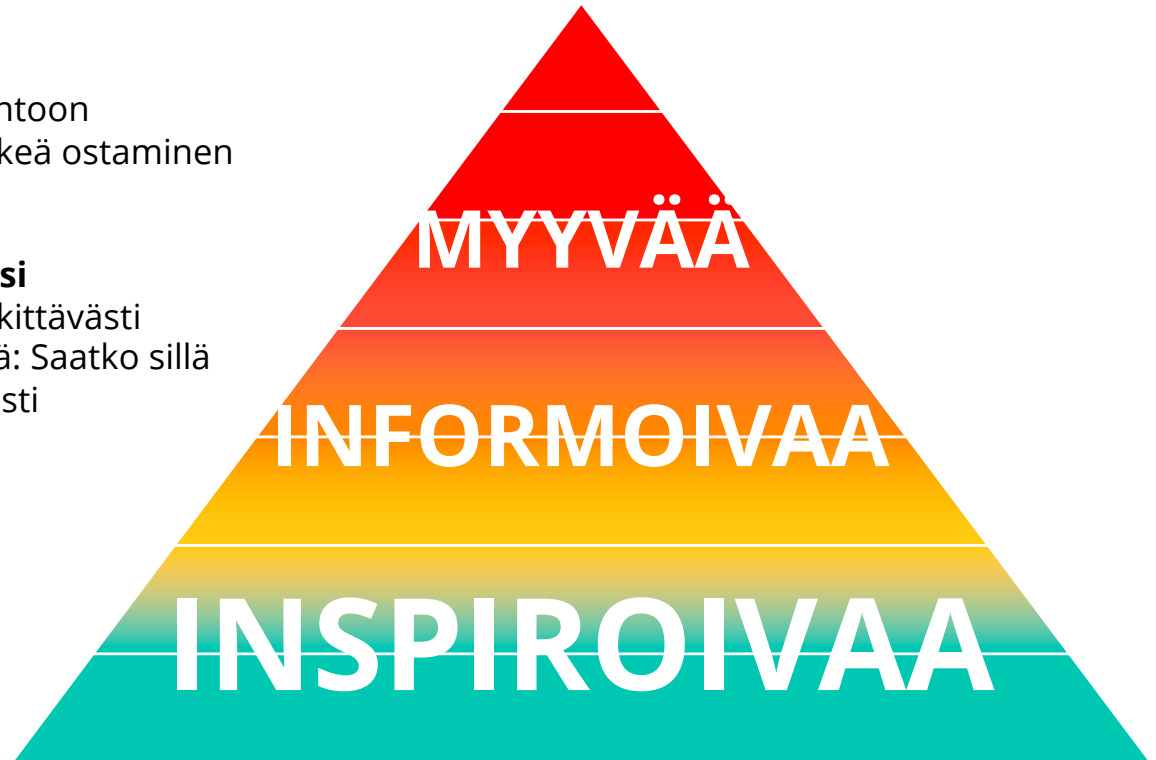 ntoon
keä ostaminen
si
kittävästi
ä: Saatko sillä
sti
MYYVÄÄ
INFORMOIVAA
INSPIROIVAA